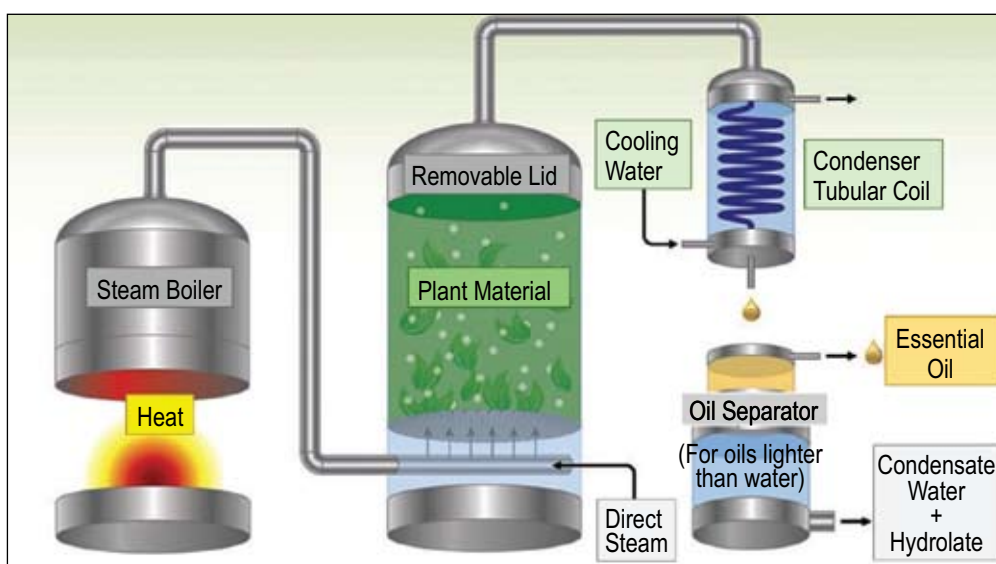 Steam Boiler
Heat
Removable Lid
Plant Material
Direct
Steam
Cooling
Water
Condenser
Tubular Coil
Essential
Oil
Oil Separator
(For oils lighter
than water)
Condensate
Water
+
Hydrolate